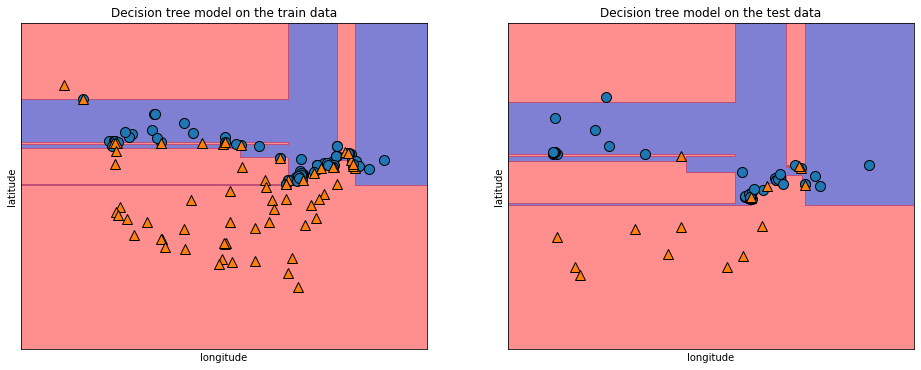 Decision tree model on the train data
Decision tree model on the test data
latitude
latitude
longitude
longitude